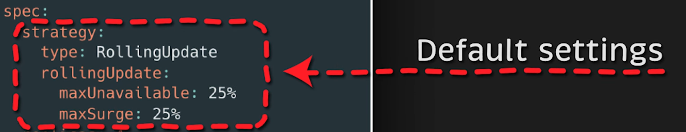 spec:
strategy:
type: RollingUpdate
rollingUpdate:
maxUnavailable: 25%
maxSurge: 25%
Default settings